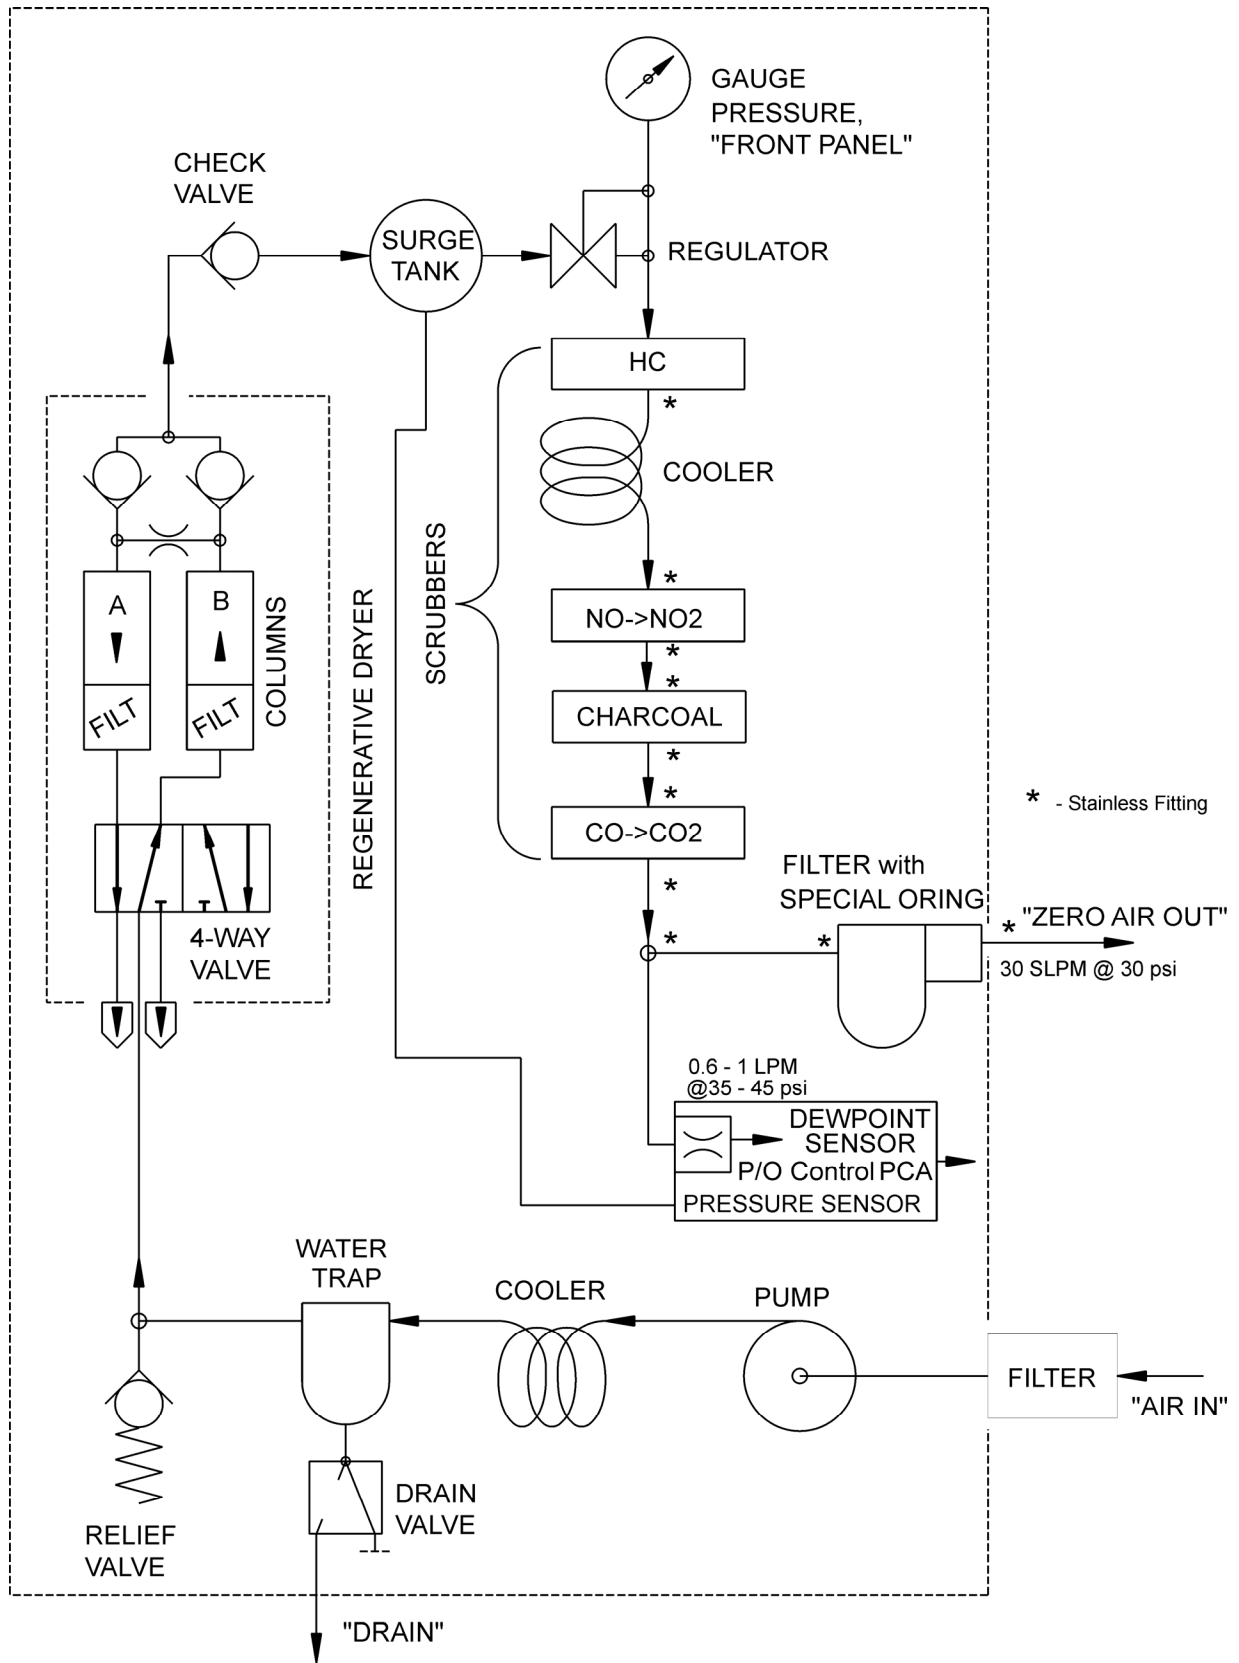 GAUGE
PRESSURE,
"FRONT PANEL"
CHECK
VALVE
SURGE
TANK
REGULATOR
HC
*
COOLER
SCRUBBERS
REGENERATIVE DRYER
A
B
COLUMNS
FILT
FILT
*
NO->NO2
*
*
CHARCOAL
*
*
CO->CO2
*
* - Stainless Fitting
4-WAY
VALVE
FILTER with
SPECIAL ORING
*
*
* "ZERO AIR OUT"
30 SLPM @ 30 psi
0.6 - 1 LPM
@35 - 45 psi
DEWPOINT
SENSOR
P/O Control PCA
PRESSURE SENSOR
WATER
TRAP
COOLER
PUMP
FILTER
"AIR IN"
RELIEF
VALVE
DRAIN
VALVE
"DRAIN"